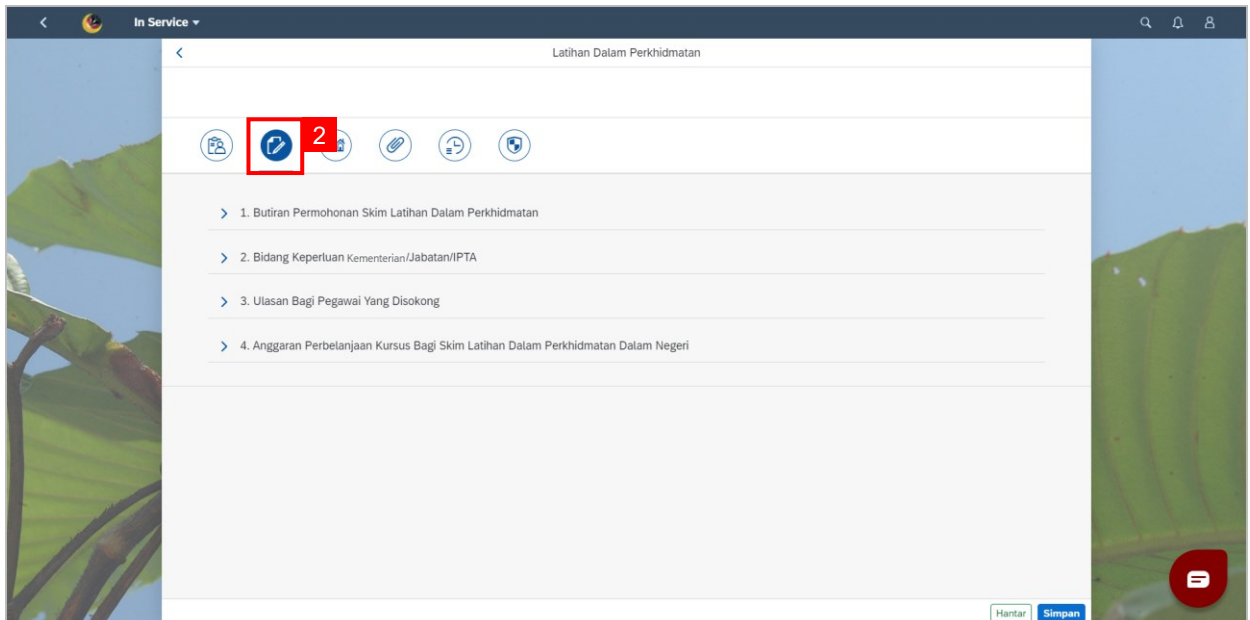 In Service
Latihan Dalam Perkhidmatan
2
1. Butiran Permohonan Skim Latihan Dalam Perkhidmatan
2. Bidang Keperluan Kementerian/Jabatan/IPTA
3. Ulasan Bagi Pegawai Yang Disokong
4. Anggaran Perbelanjaan Kursus Bagi Skim Latihan Dalam Perkhidmatan Dalam Negeri
Hantar Simpan